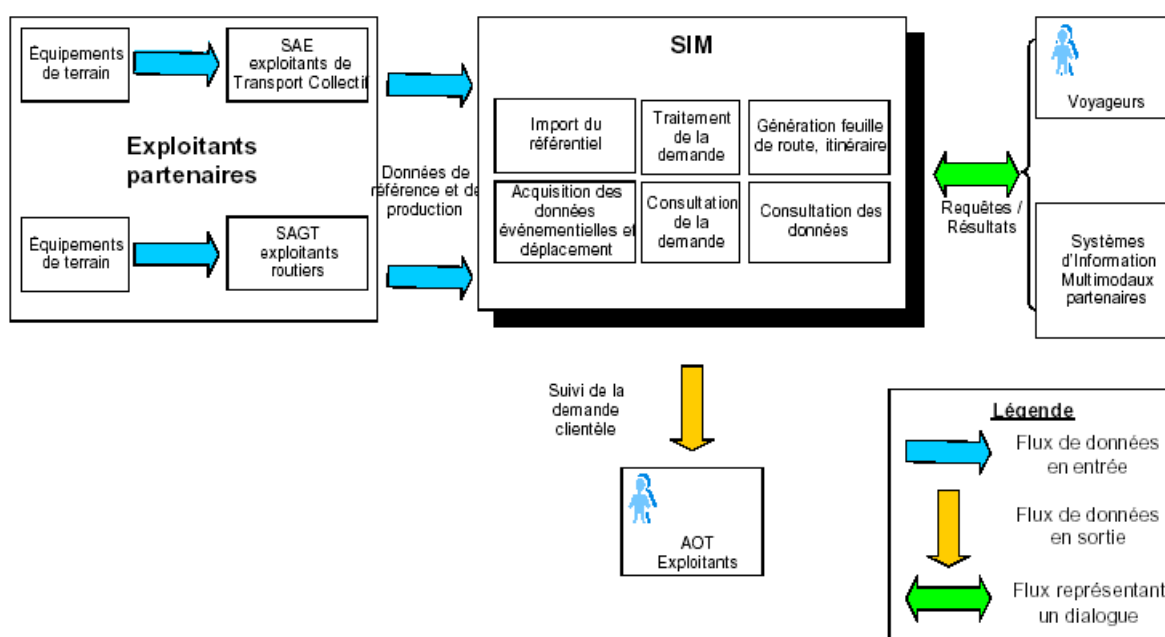 Équipements
de terrain
SAE
exploitants de
Transport Collectif
Exploitants
partenaires
Équipements
de terrain
SAGT
exploitants
routiers
Données de
référence et de
production
SIM
Import du
référentiel
Traitement
de la
demande
Génération feuille
de route, itinéraire
Acquisition des
données
événementielles et
déplacement
Consultation
de la
demande
Consultation des
données
Requêtes /
Résultats
Voyageurs
Systèmes
d'Information
Multimodaux
partenaires
Suivi de la
demande
clientèle
AOT
Exploitants
Légende
Flux de données
en entrée
Flux de données
en sortie
Flux représentant
un dialogue